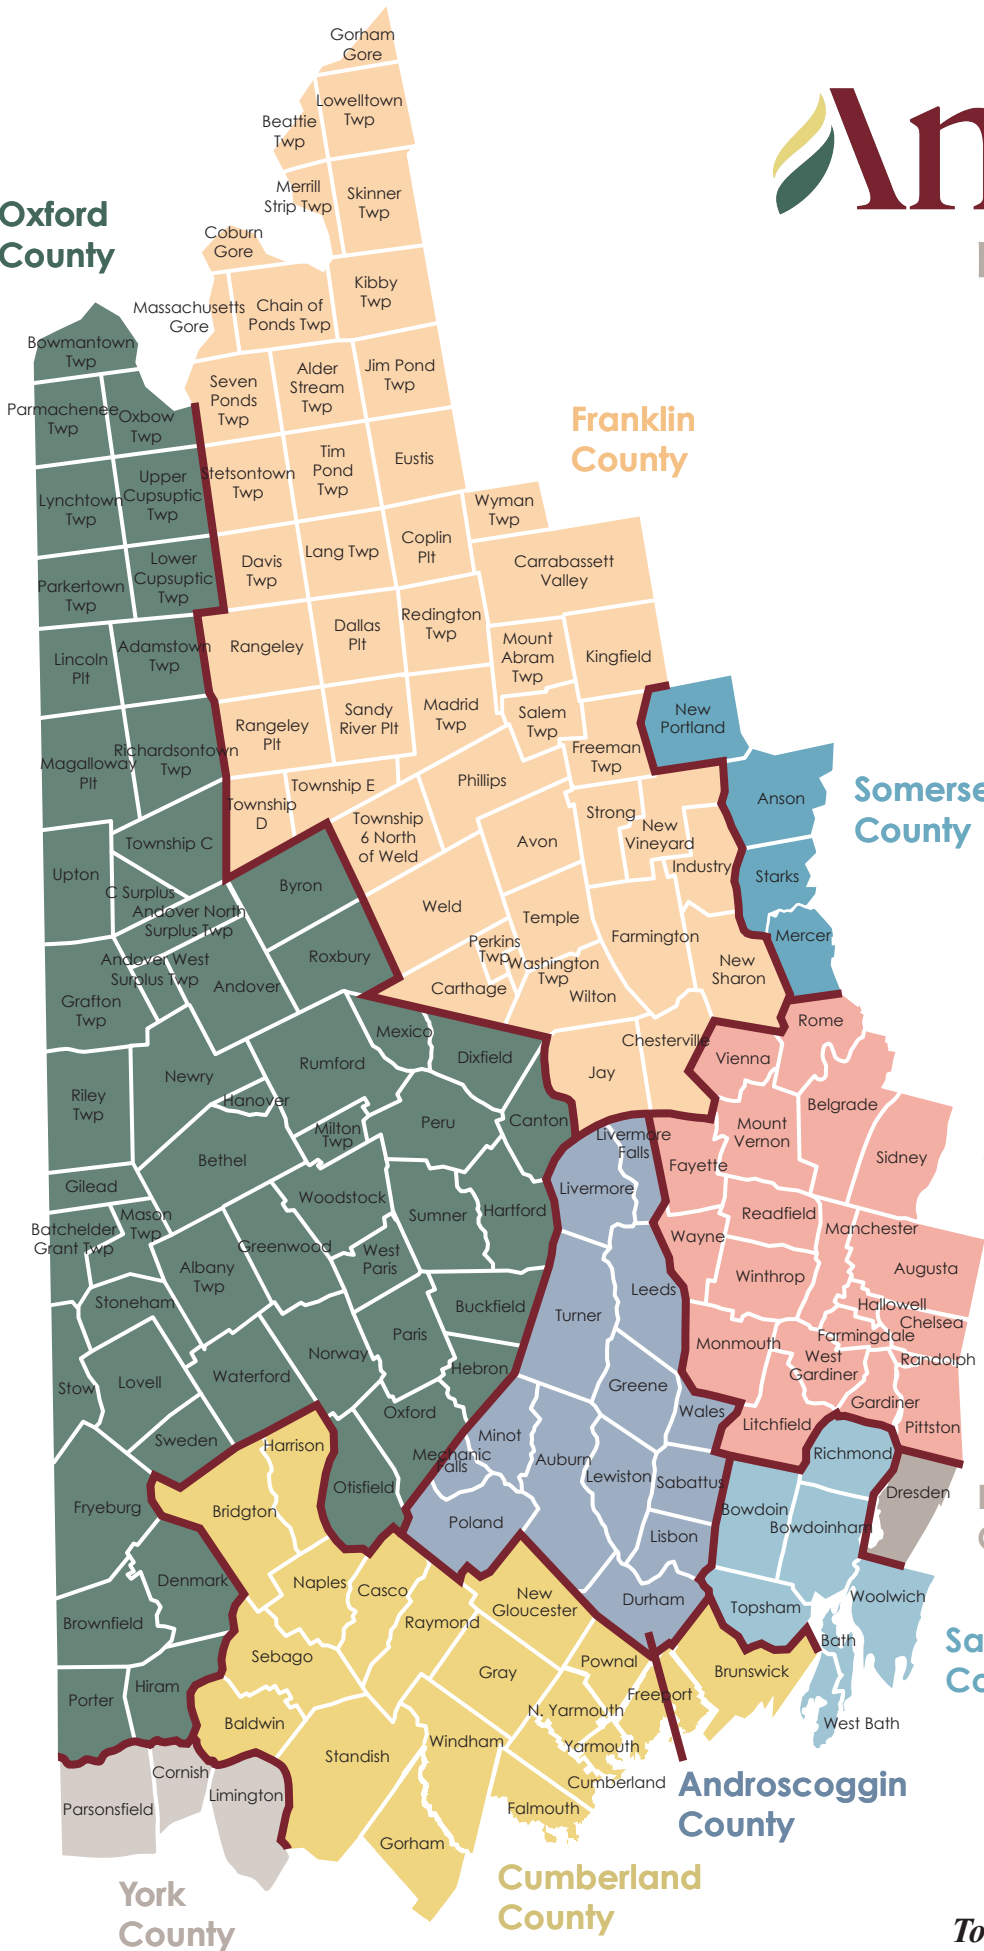 Gorham
Gore
Lowelltown
Twp
Beattie
Twp
Merrill
Strip Twp
Skinner
Twp
An
Oxford
County
Coburn
Gore
Kibby
Twp
Massachusetts
Gore
Chain of
Ponds Twp
Bowmantown
Twp
Seven
Ponds
Twp
Alder
Stream
Twp
Jim Pond
Twp
Parmachenee
Twp
Oxbow
Twp
Franklin
County
Stetsontown
Twp
Tim
Pond
Twp
Eustis
Lynchtown
Twp
Upper
Cupsuptic
Twp
Wyman
Twp
Davis
Twp
Lang Twp
Coplin
Plt
Carrabassett
Valley
Parkertown
Twp
Lower
Cupsuptic
Twp
Rangeley
Dallas
Plt
Redington
Twp
Mount
Abram
Twp
Kingfield
Lincoln
Plt
Adamstown
Twp
Rangeley
Plt
Sandy
River Plt
Madrid
Twp
Salem
Twp
Freeman
Twp
New
Portland
Magalloway
Plt
Richardsontown
Twp
Township
D
Township E
Phillips
Township
6 North
of Weld
Avon
Strong
New
Vineyard
Industry
Anson
Somerse
County
Starks
Mercer
Township C
Upton
C Surplus
Andover North
Surplus Twp
Byron
Roxbury
Weld
Temple
Farmington
New
Sharon
Perkins
Twp
Washington
Twp
Carthage
Wilton
Andover West
Surplus Twp
Andover
Grafton
Twp
Rome
Mexico
Dixfield
Jay
Chesterville
Vienna
Rumford
Newry
Riley
Twp
Hanover
Belgrade
Milton
Twp
Peru
Canton
Livermore
Falls
Mount
Vernon
Fayette
Sidney
Bethel
Gilead
Livermore
Woodstock
Sumner
Hartford
Readfield
Manchester
Wayne
Batchelder
Grant Twp
Mason
Twp
Greenwood
West
Paris
Albany
Twp
Winthrop
Augusta
Stoneham
Buckfield
Turner
Leeds
Hallowell
Chelsea
Farmingdale
Paris
Monmouth
West
Gardiner
Randolph
Norway
Hebron
Greene
Waterford
Stow
Lovell
Gardiner
Oxford
Wales
Litchfield
Pittston
Sweden
Harrison
Minot
Mechanic
Falls
Auburn
Lewiston
Sabattus
Richmond
Otisfield
Dresden
Fryeburg
Bridgton
Poland
Bowdoin
Bowdoinham
Lisbon
Denmark
Naples
Casco
New
Gloucester
Durham
Topsham
Woolwich
Brownfield
Raymond
Sebago
Bath
Sa
Co
Gray
Pownal
Brunswick
Porter
Hiram
Freeport
N. Yarmouth
West Bath
Baldwin
Windham
Yarmouth
Standish
Cornish
Cumberland
Androscoggin
County
Limington
Parsonsfield
Falmouth
Gorham
York
County
Cumberland
County
To